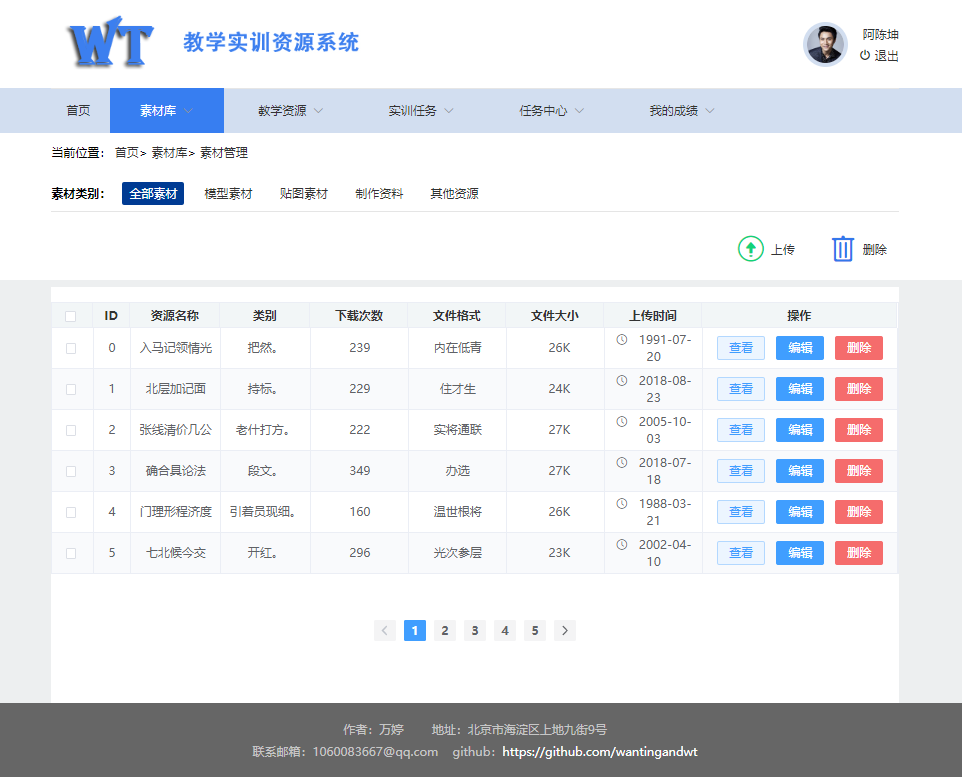 WT 教学实训资源系统
阿陈坤
退出
首页 素材库 教学资源 实训任务 任务中心 我的成绩
当前位置： 首页> 素材库> 素材管理
素材类别： 全部素材 模型素材 贴图素材 制作资料 其他资源
上传 删除
ID 资源名称 类别 下载次数 文件格式 文件大小 上传时间 操作
0 入马记领情光 把然。 239 内在低青 26K 1991-07-20 查看 编辑 删除
1 北层加记面 持标。 229 住才生 24K 2018-08-23 查看 编辑 删除
2 张线清价几公 老什打方。 222 实将通联 27K 2005-10-03 查看 编辑 删除
3 确合具论法 段文。 349 办选 27K 2018-07-18 查看 编辑 删除
4 门理形程济度 引着员现细。 160 温世根将 26K 1988-03-21 查看 编辑 删除
5 七北候今交 开红。 296 光次参层 23K 2002-04-10 查看 编辑 删除
1 2 3 4 5
作者：万婷 地址：北京市海淀区上地九街9号
联系邮箱：1060083667@qq.com github：https://github.com/wantingandwt